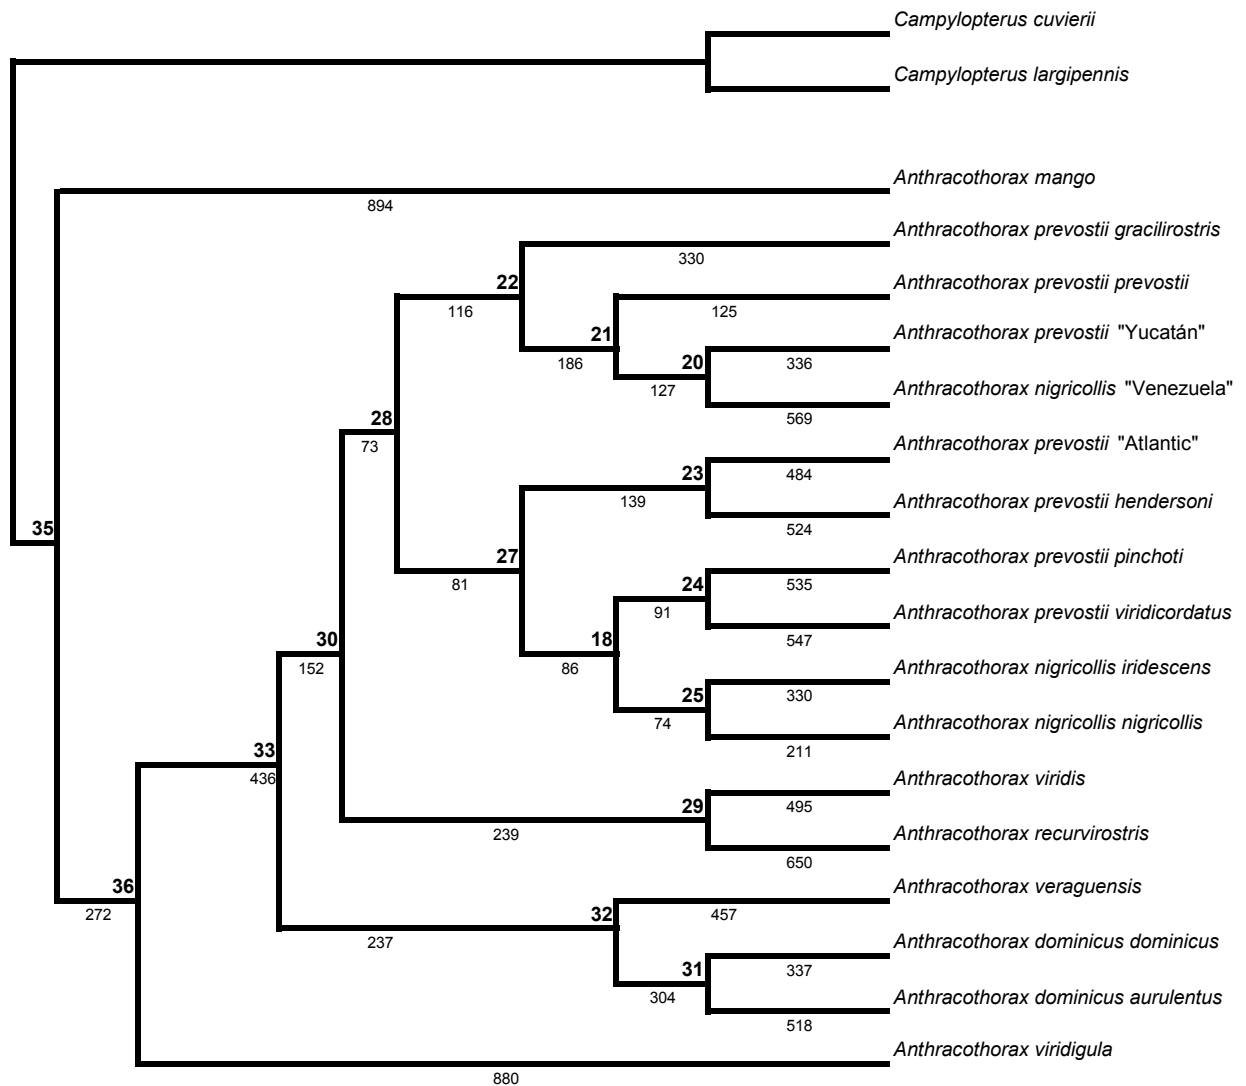 Campylopterus cuvierii
Campylopterus largipennis
Anthracothorax mango
894
Anthracothorax prevostii gracilirostris
330
22
Anthracothorax prevostii prevostii
116
125
21
Anthracothorax prevostii "Yucatán"
186
20
336
127
Anthracothorax nigricollis "Venezuela"
569
28
73
Anthracothorax prevostii "Atlantic"
23
484
139
Anthracothorax prevostii hendersoni
524
35
27
81
Anthracothorax prevostii pinchoti
24
535
91
Anthracothorax prevostii viridicordatus
547
30
152
18
86
Anthracothorax nigricollis iridescens
25
330
74
Anthracothorax nigricollis nigricollis
211
33
436
Anthracothorax viridis
29
495
239
Anthracothorax recurvirostris
650
36
272
Anthracothorax veraguensis
32
457
237
Anthracothorax dominicus dominicus
31
337
304
Anthracothorax dominicus aurulentus
518
Anthracothorax viridigula
880